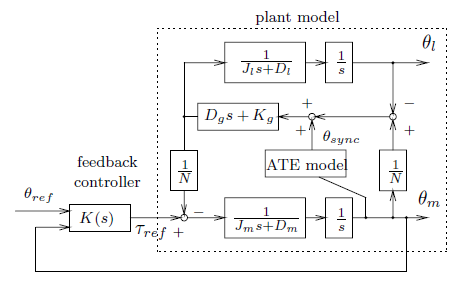 plant model
1
J_l s+D_l
1
s
θ_l
D_g s + K_g
+
−
+
+
θ_sync
feedback
controller
1
N
ATE model
1
N
θ_ref
θ_m
K(s)
−
1
J_m s+D_m
1
s
τ_ref +